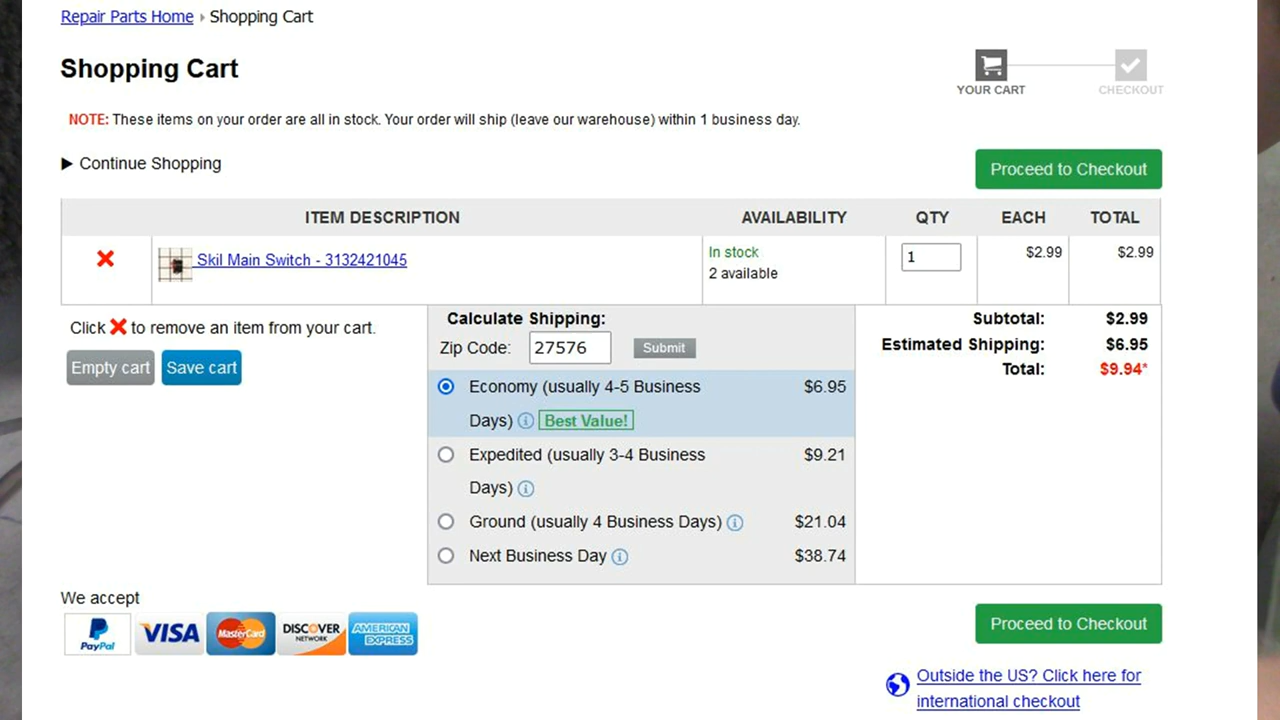 Repair Parts Home › Shopping Cart
Shopping Cart
YOUR CART
CHECKOUT
NOTE: These items on your order are all in stock. Your order will ship (leave our warehouse) within 1 business day.
Continue Shopping
Proceed to Checkout
ITEM DESCRIPTION AVAILABILITY QTY EACH TOTAL
Skil Main Switch - 3132421045 In stock 1 $2.99 $2.99
2 available
Click to remove an item from your cart.
Empty cart Save cart
Calculate Shipping:
Zip Code: 27576 Submit
Economy (usually 4-5 Business $6.95
Days) Best Value!
Expedited (usually 3-4 Business $9.21
Days)
Ground (usually 4 Business Days) $21.04
Next Business Day $38.74
Subtotal: $2.99
Estimated Shipping: $6.95
Total: $9.94*
We accept
PayPal VISA MasterCard DISCOVER NETWORK AMERICAN EXPRESS
Proceed to Checkout
Outside the US? Click here for
international checkout